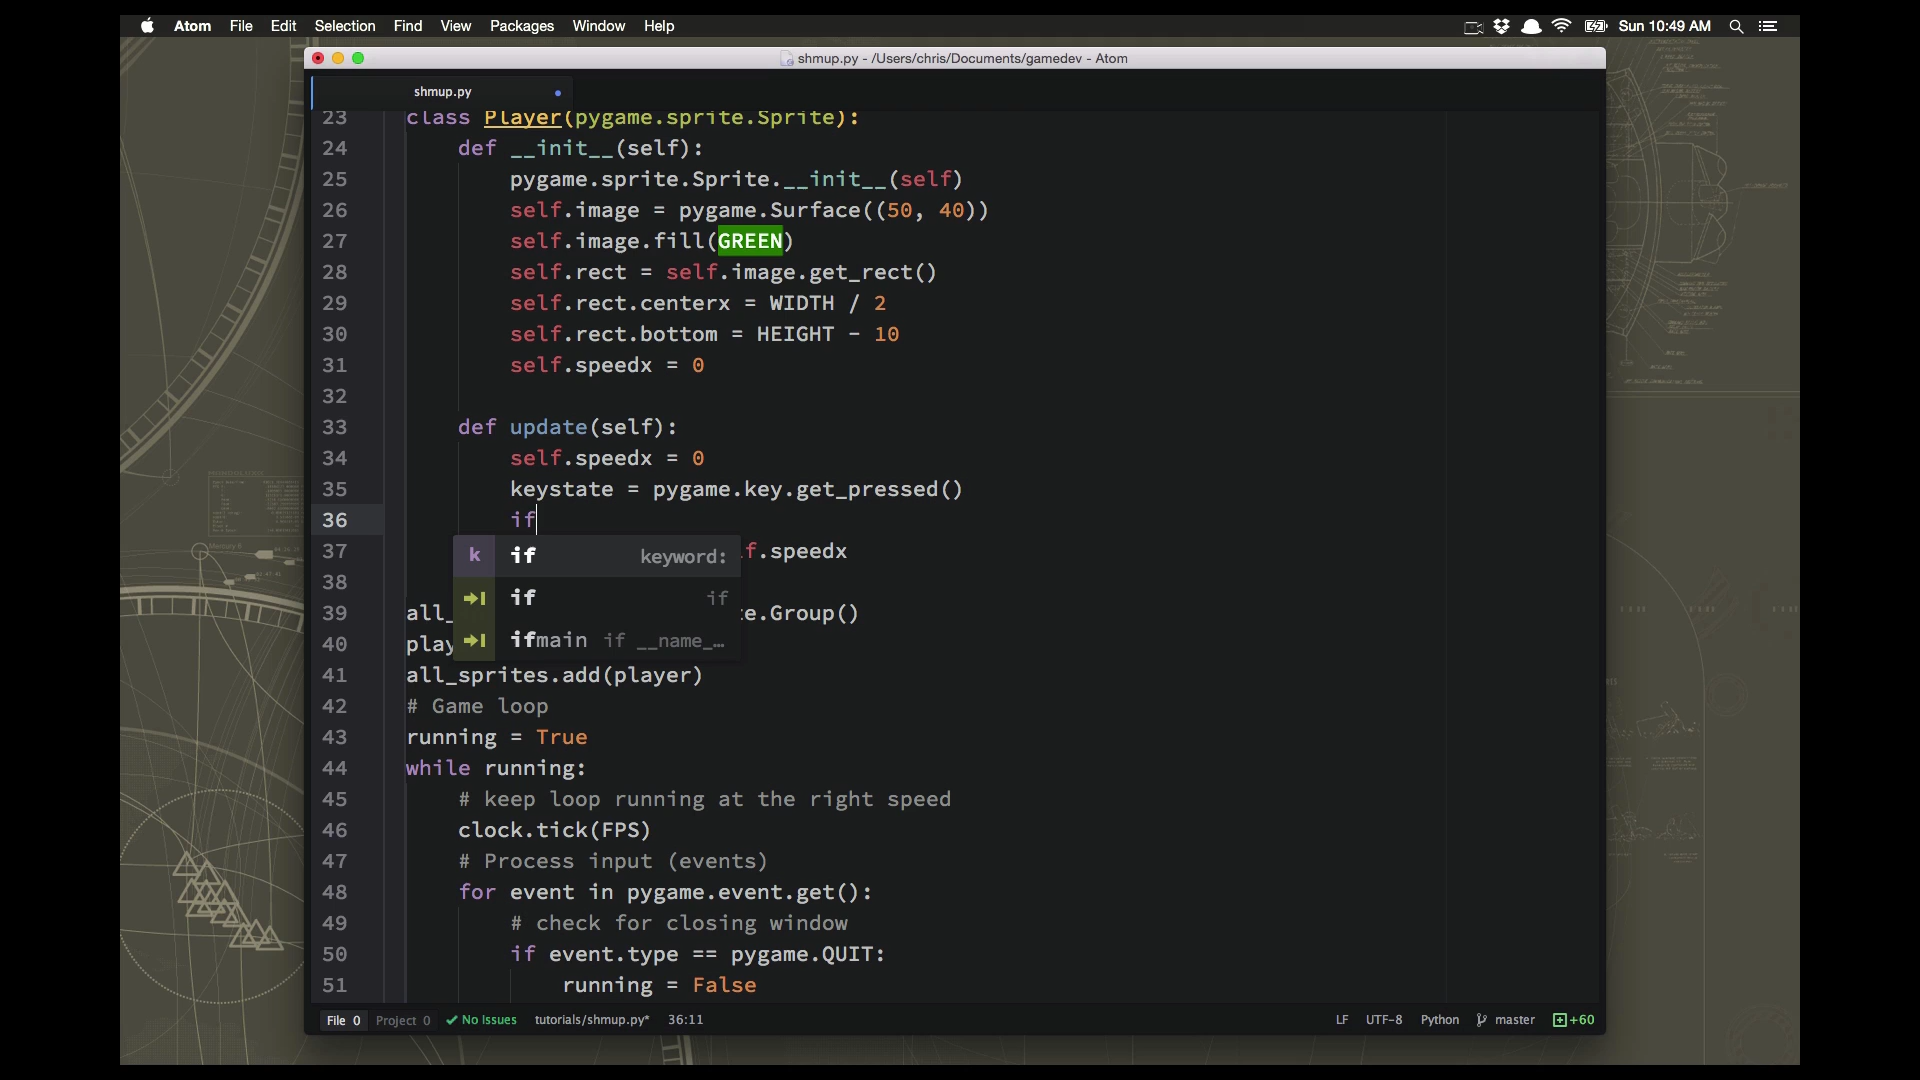 Atom File Edit Selection Find View Packages Window Help Sun 10:49 AM
shmup.py - /Users/chris/Documents/gamedev - Atom
shmup.py
23 class Player(pygame.sprite.Sprite):
24 def __init__(self):
25 pygame.sprite.Sprite.__init__(self)
26 self.image = pygame.Surface((50, 40))
27 self.image.fill(GREEN)
28 self.rect = self.image.get_rect()
29 self.rect.centerx = WIDTH / 2
30 self.rect.bottom = HEIGHT - 10
31 self.speedx = 0
32
33 def update(self):
34 self.speedx = 0
35 keystate = pygame.key.get_pressed()
36 if
37 f.speedx
k if keyword:
38
if if
39 all_ te.Group()
40 play
ifmain if __name_…
41 all_sprites.add(player)
42 # Game loop
43 running = True
44 while running:
45 # keep loop running at the right speed
46 clock.tick(FPS)
47 # Process input (events)
48 for event in pygame.event.get():
49 # check for closing window
50 if event.type == pygame.QUIT:
51 running = False
File 0 Project 0 No Issues tutorials/shmup.py* 36:11 LF UTF-8 Python master +60